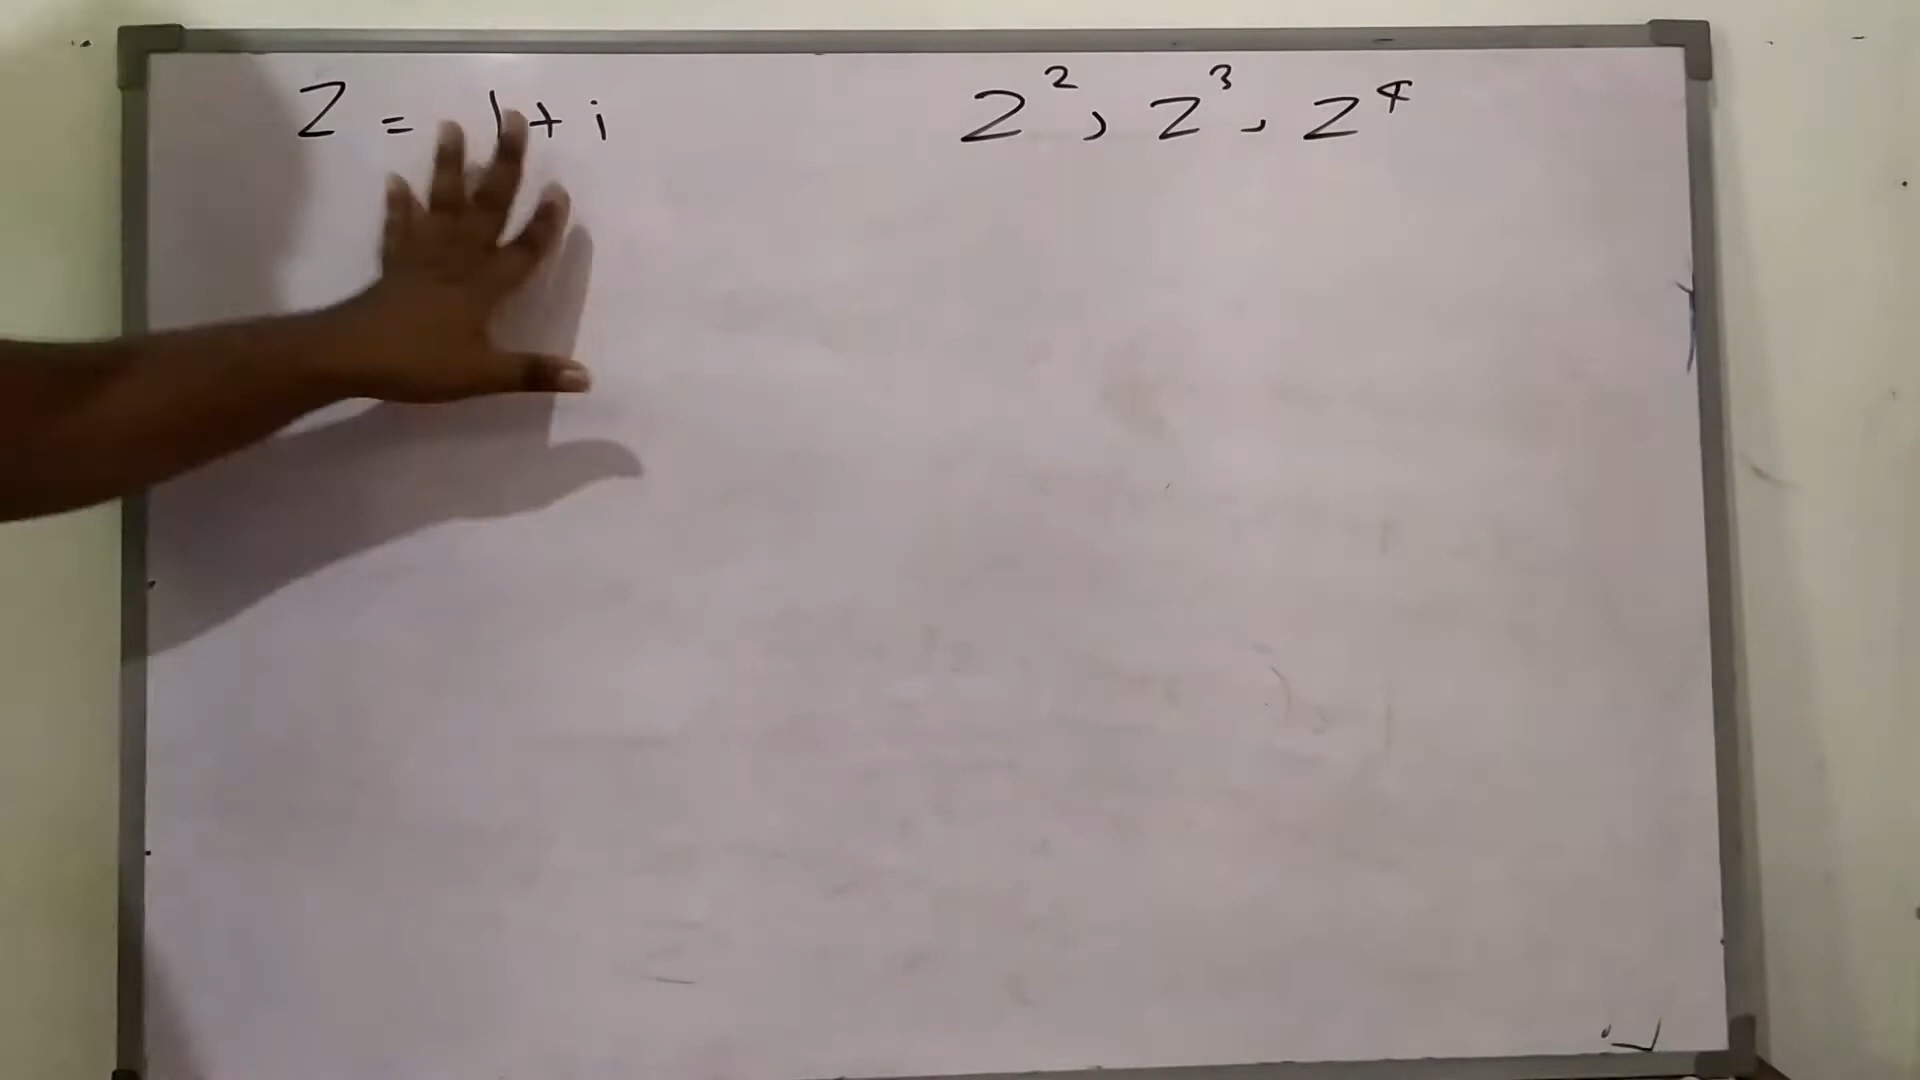 Z = 1 + i
Z², Z³, Z⁴